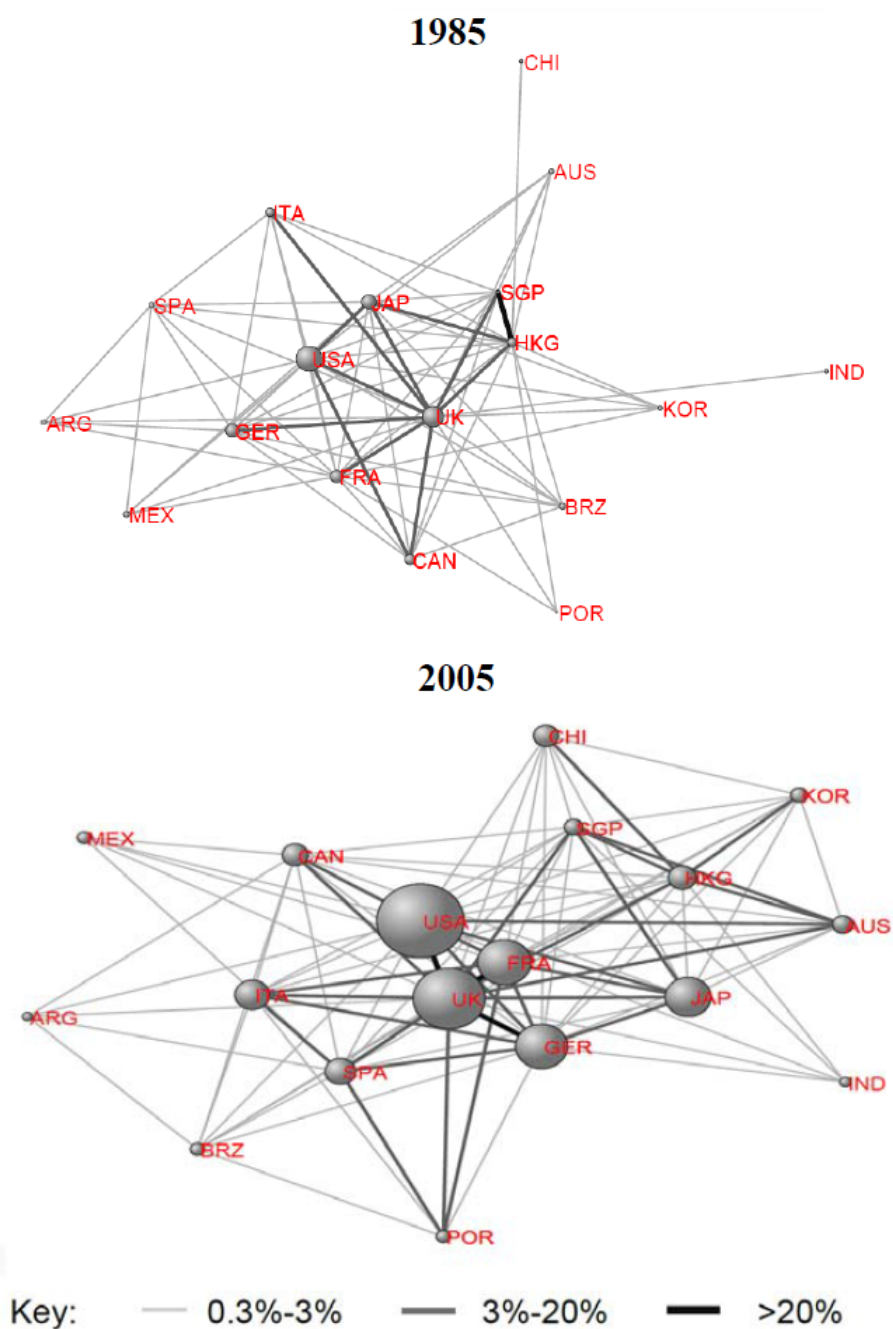 1985
CHI
AUS
ITA
SGP
SPA
JAP
HKG
USA
IND
KOR
UK
ARG
GER
FRA
BRZ
MEX
CAN
POR
2005
CHI
KOR
SGP
MEX
CAN
HKG
USA
AUS
FRA
ITA
UK
JAP
ARG
GER
SPA
IND
BRZ
POR
Key: 0.3%-3% 3%-20% >20%